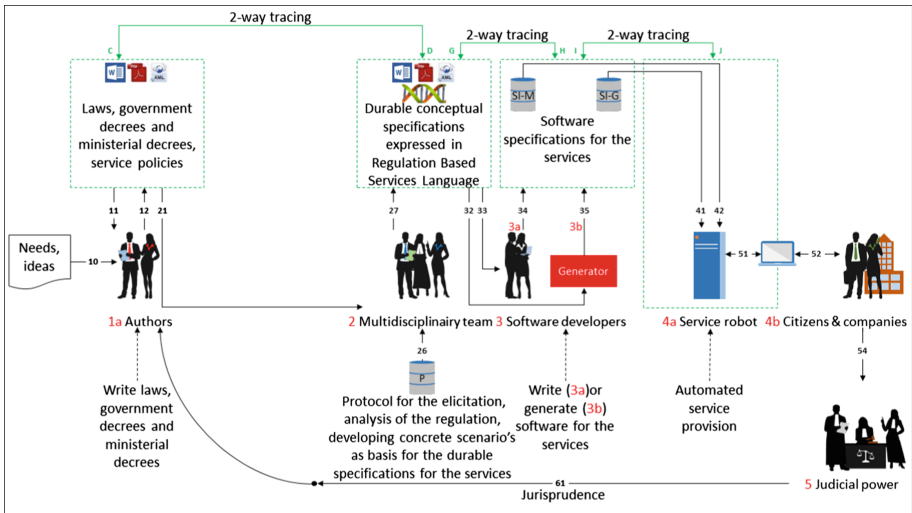 2-way tracing
2-way tracing
2-way tracing
C
D
G
H
I
J
W
PDF
XML
W
PDF
XML
SI-M
SI-G
Laws, government
decrees and
ministerial decrees,
service policies
Durable conceptual
specifications
expressed in
Regulation Based
Services Language
Software
specifications for the
services
11
12
21
27
32
33
34
35
41
42
3a
3b
Needs,
ideas
10
Generator
51
52
1a Authors
2 Multidisciplinairy team
3 Software developers
4a Service robot
4b Citizens & companies
26
P
54
Write laws,
government
decrees and
ministerial
decrees
Protocol for the elicitation,
analysis of the regulation,
developing concrete scenario's
as basis for the durable
specifications for the services
Write (3a)or
generate (3b)
software for the
services
Automated
service
provision
5 Judicial power
61
Jurisprudence